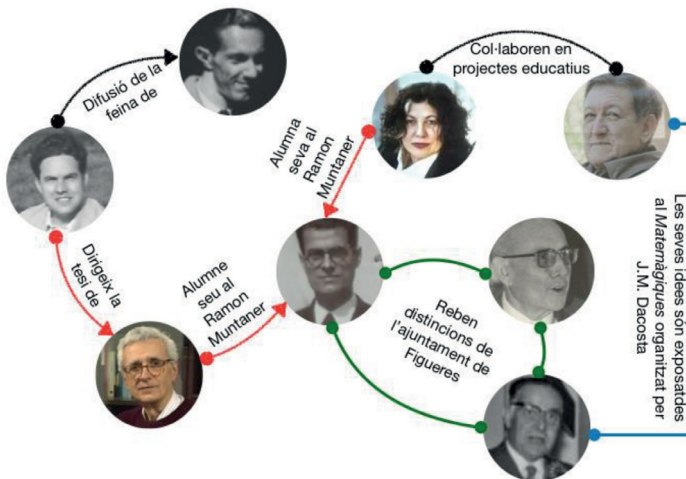 Difusió de la
feina de
Col·laboren en
projectes educatius
Alumna
seva al
Ramon
Muntaner
Dirigeix la
tesi de
Alumne
seu al
Ramon
Muntaner
Reben
distincions de
l'ajuntament de
Figueres
Les seves idees són exposatdes
al Matemàgiques organitzat per
J.M. Dacosta